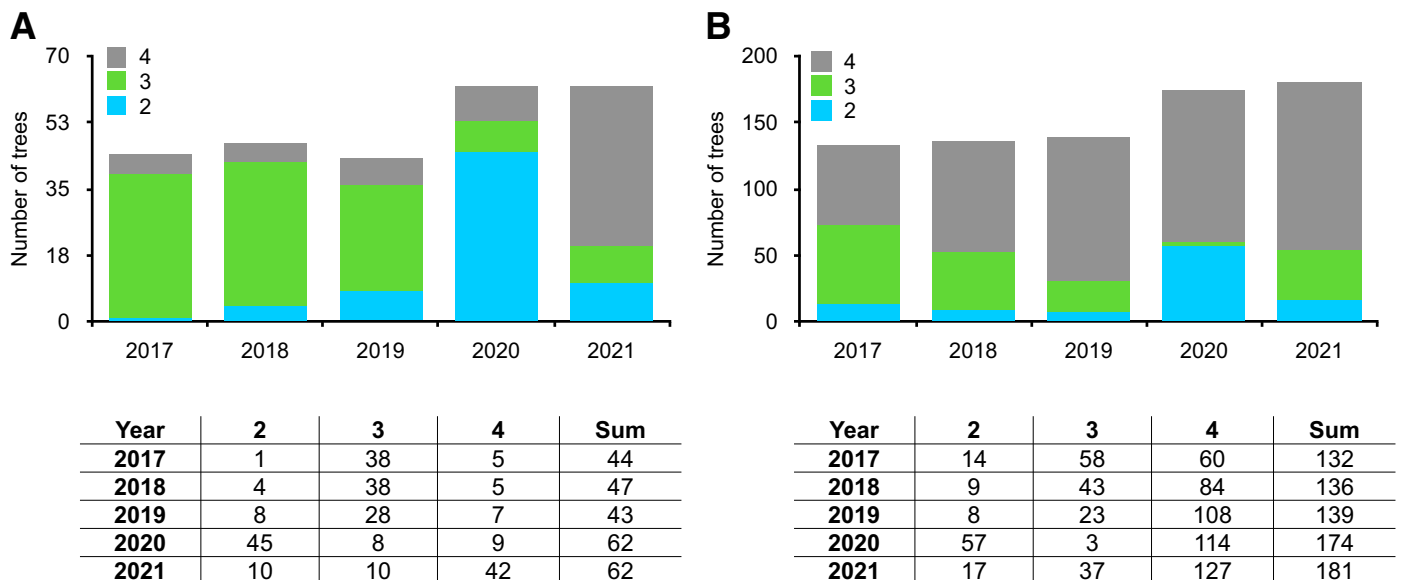 A
Number of trees
70
53
35
18
0
4
3
2
2017 2018 2019 2020 2021
Year 2 3 4 Sum
2017 1 38 5 44
2018 4 38 5 47
2019 8 28 7 43
2020 45 8 9 62
2021 10 10 42 62
B
Number of trees
200
150
100
50
0
4
3
2
2017 2018 2019 2020 2021
Year 2 3 4 Sum
2017 14 58 60 132
2018 9 43 84 136
2019 8 23 108 139
2020 57 3 114 174
2021 17 37 127 181